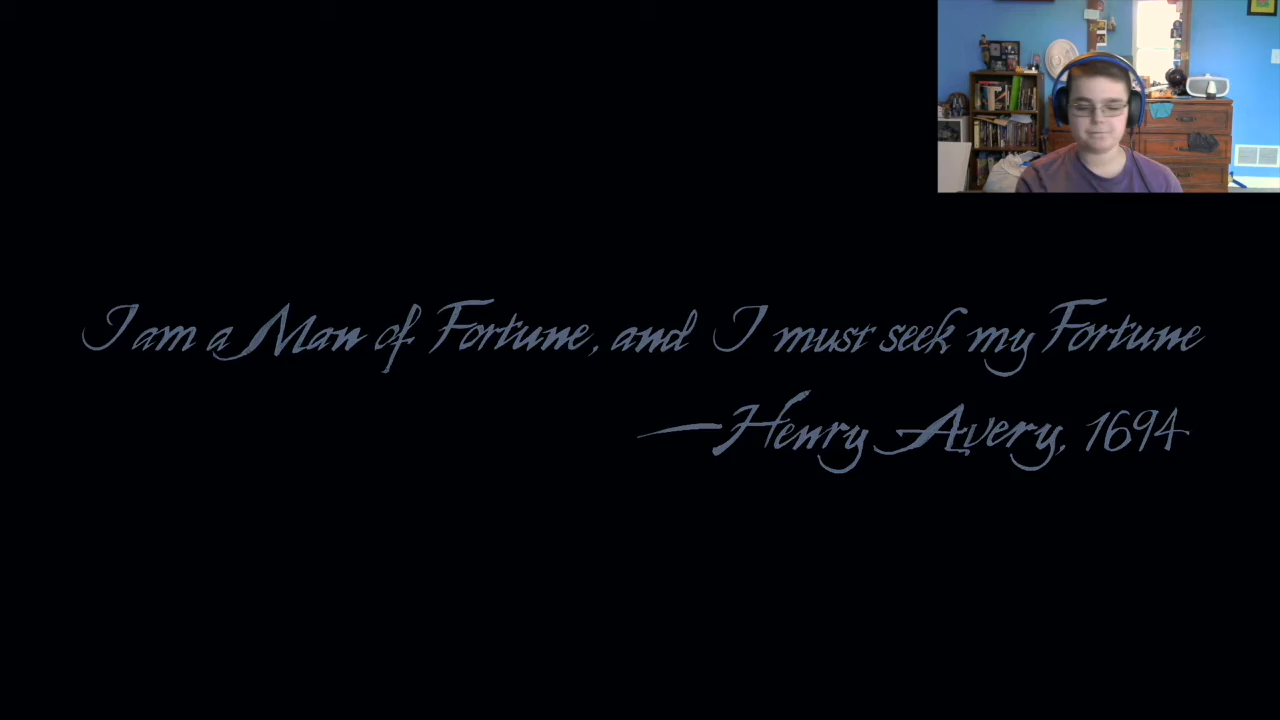 I am a Man of Fortune, and I must seek my Fortune
—Henry Avery, 1694